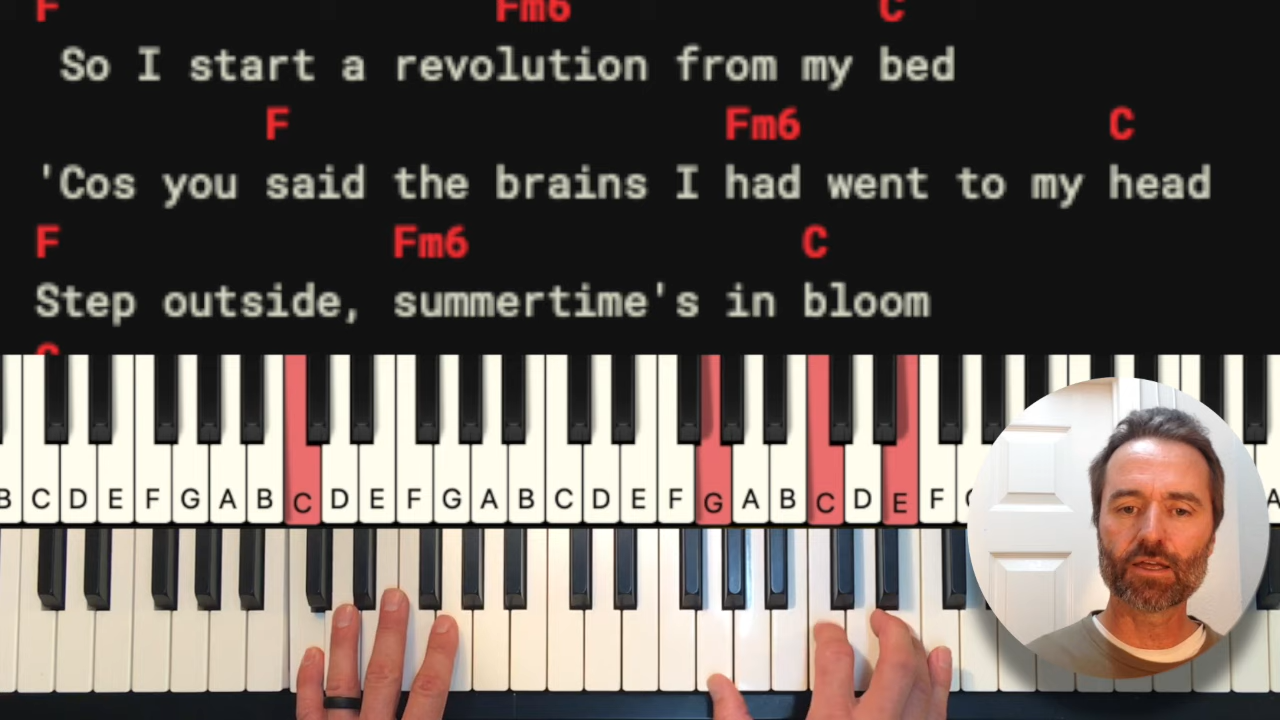 F Fm6 C
So I start a revolution from my bed
F Fm6 C
'Cos you said the brains I had went to my head
F Fm6 C
Step outside, summertime's in bloom
B C D E F G A B C D E F G A B C D E F G A B C D E F